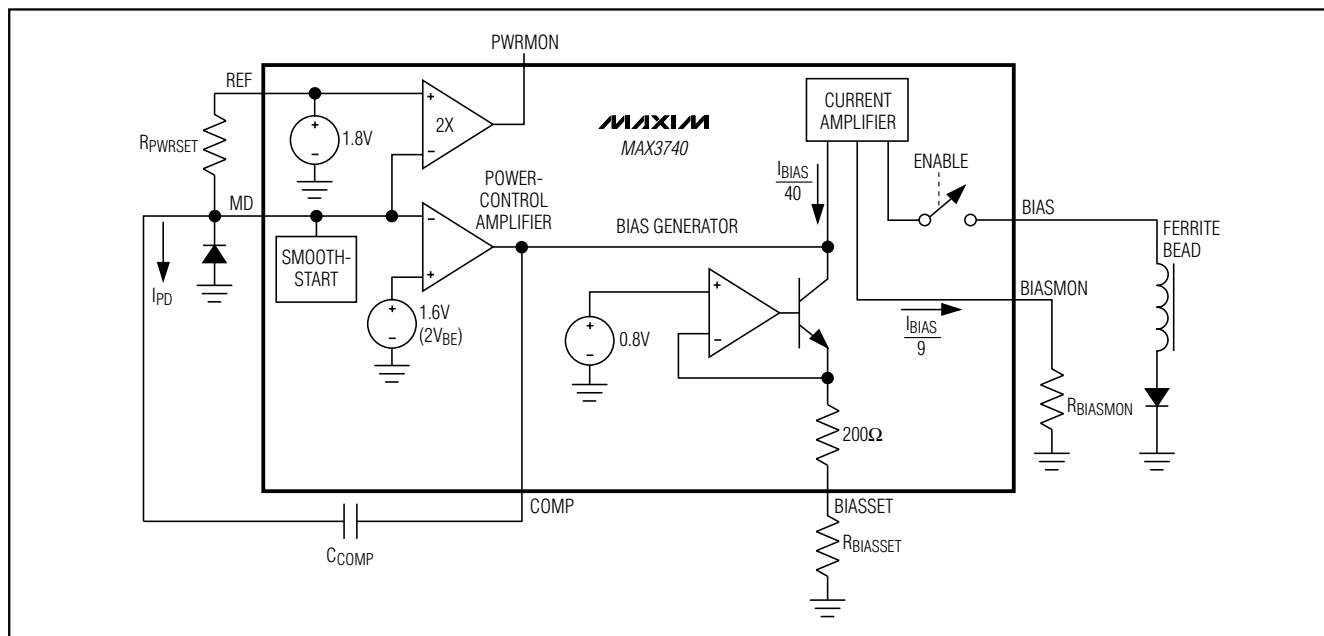 PWRMON
REF
RPWRSET
1.8V
+
−
+
2X
−
MAXIM
MAX3740
CURRENT
AMPLIFIER
IBIAS
40
ENABLE
BIAS
FERRITE
BEAD
MD
POWER-
CONTROL
AMPLIFIER
BIAS GENERATOR
SMOOTH-
START
IPD
−
+
+
−
1.6V
(2VBE)
+
−
0.8V
+
−
BIASMON
IBIAS
9
RBIASMON
200Ω
COMP
BIASSET
CCOMP
RBIASSET